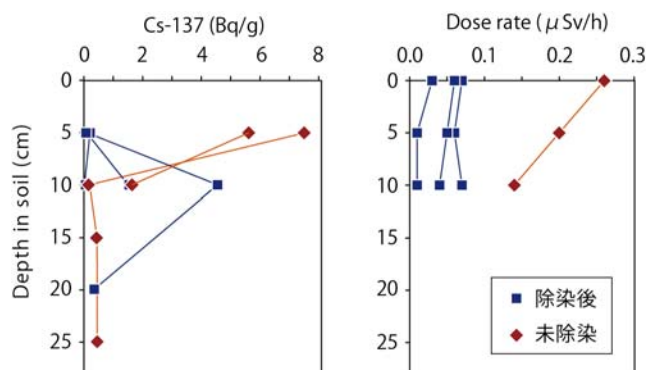 Cs-137 (Bq/g)
0 2 4 6 8
Depth in soil (cm)
0
5
10
15
20
25
Dose rate ( μ Sv/h)
0.0 0.1 0.2 0.3
0
5
10
15
20
25
除染後
未除染